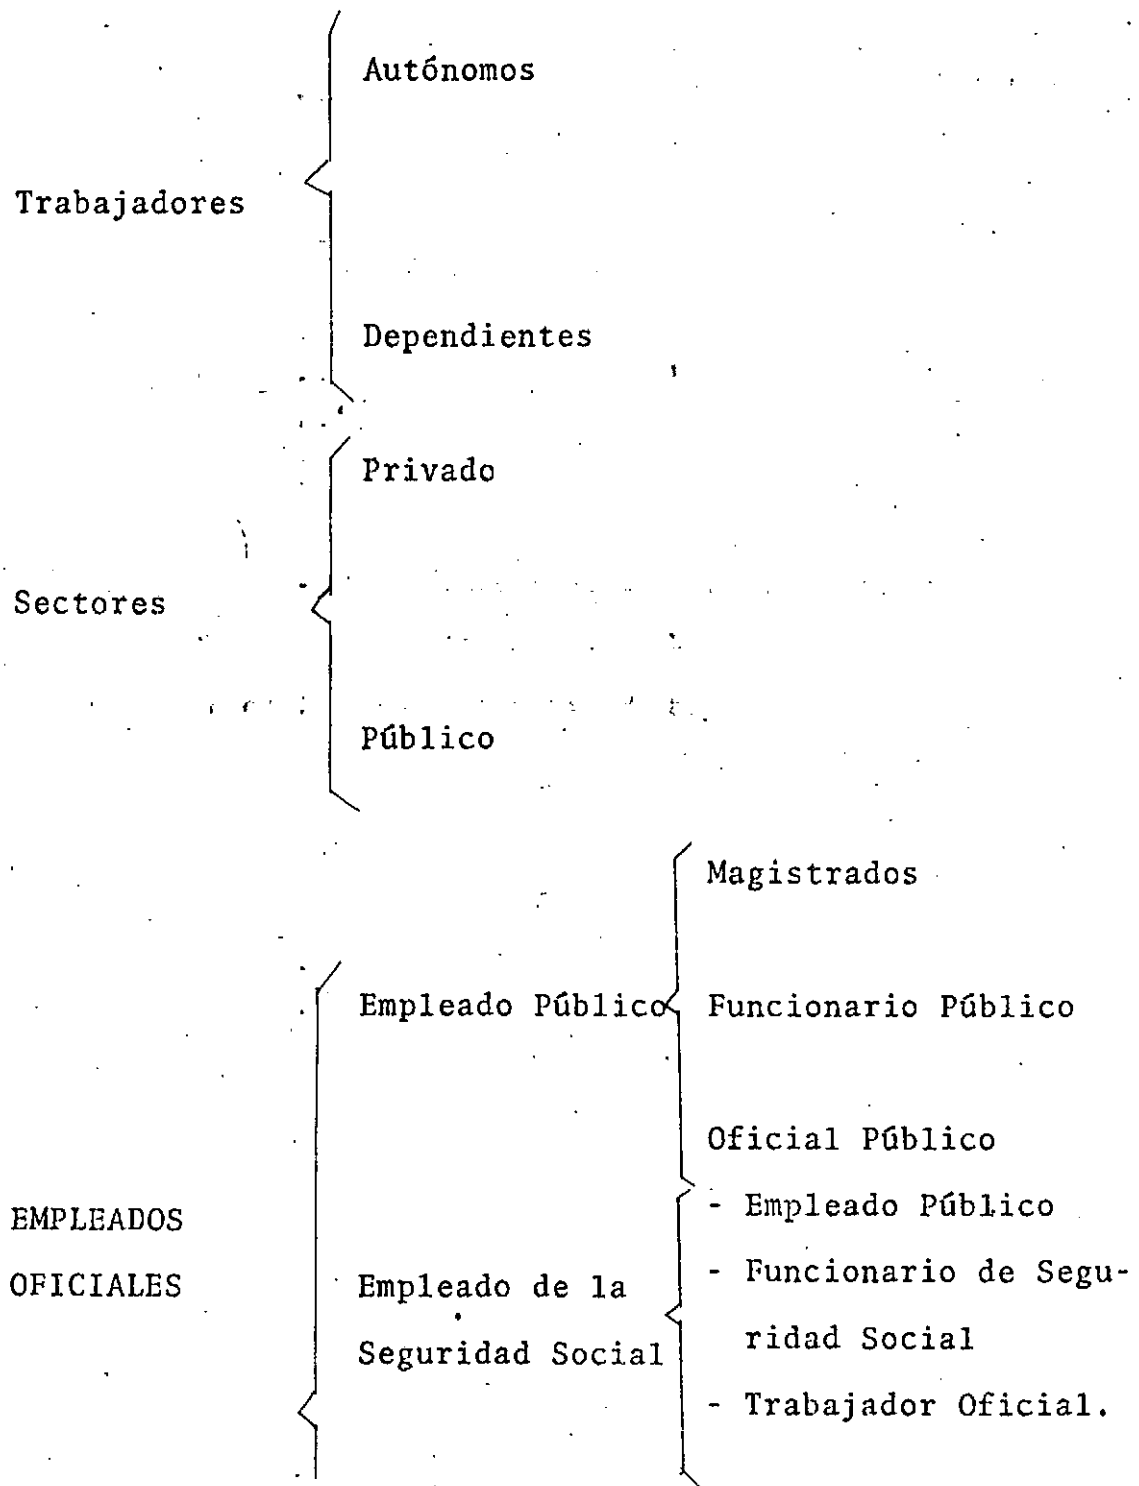 Autónomos
Trabajadores
Dependientes
Privado
Sectores
Público
Magistrados
Empleado Público
Funcionario Público
Oficial Público
- Empleado Público
EMPLEADOS
OFICIALES
Empleado de la
Seguridad Social
- Funcionario de Segu-
ridad Social
- Trabajador Oficial.